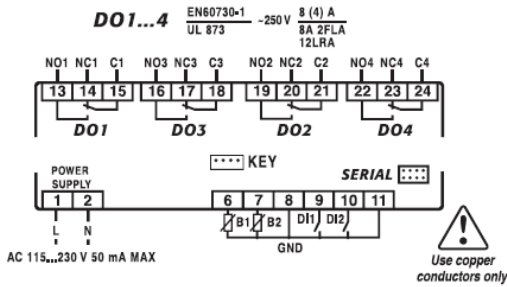 DO1...4 EN60730-1 ~250 V 8 (4) A
UL 873 8A 2FLA
12LRA
NO1 NC1 C1 NO3 NC3 C3 NO2 NC2 C2 NO4 NC4 C4
13 14 15 16 17 18 19 20 21 22 23 24
DO1 DO3 DO2 DO4
KEY
SERIAL
POWER
SUPPLY
1 2 6 7 8 9 10 11
L N B1 B2 DI1 DI2
GND
AC 115...230 V 50 mA MAX
!
Use copper
conductors only